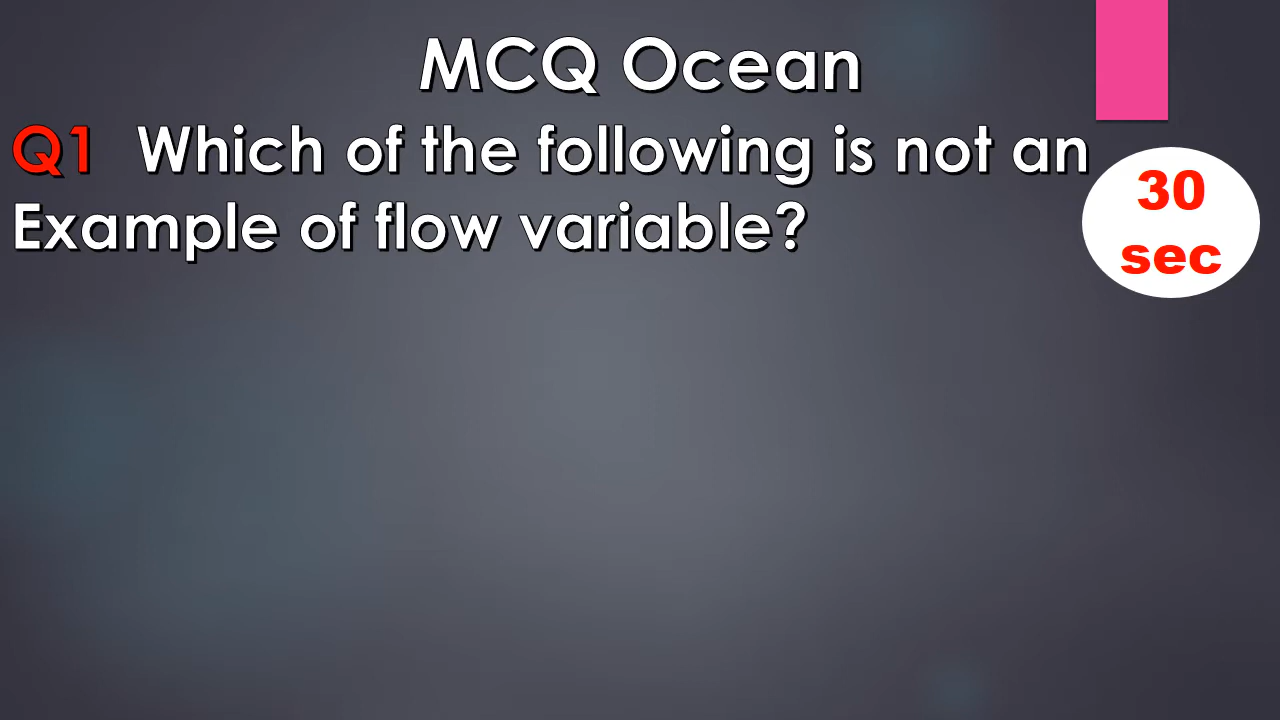 MCQ Ocean
Q1 Which of the following is not an
Example of flow variable?
30
sec